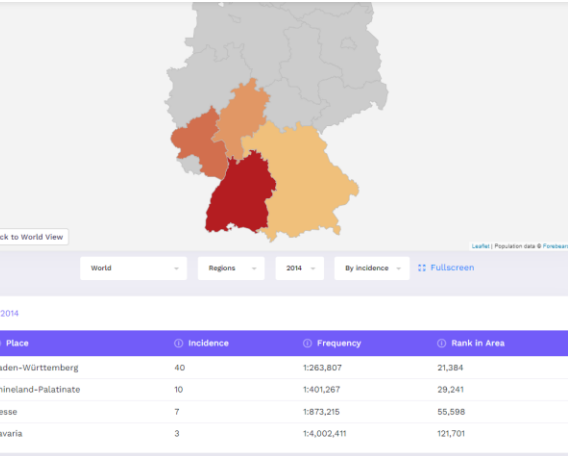 ck to World View
Leaflet | Population data © Forebears
World Regions 2014 By incidence Fullscreen
2014
Place Incidence Frequency Rank in Area
aden-Württemberg 40 1:263,807 21,384
hineland-Palatinate 10 1:401,267 29,241
esse 7 1:873,215 55,598
avaria 3 1:4,002,411 121,701